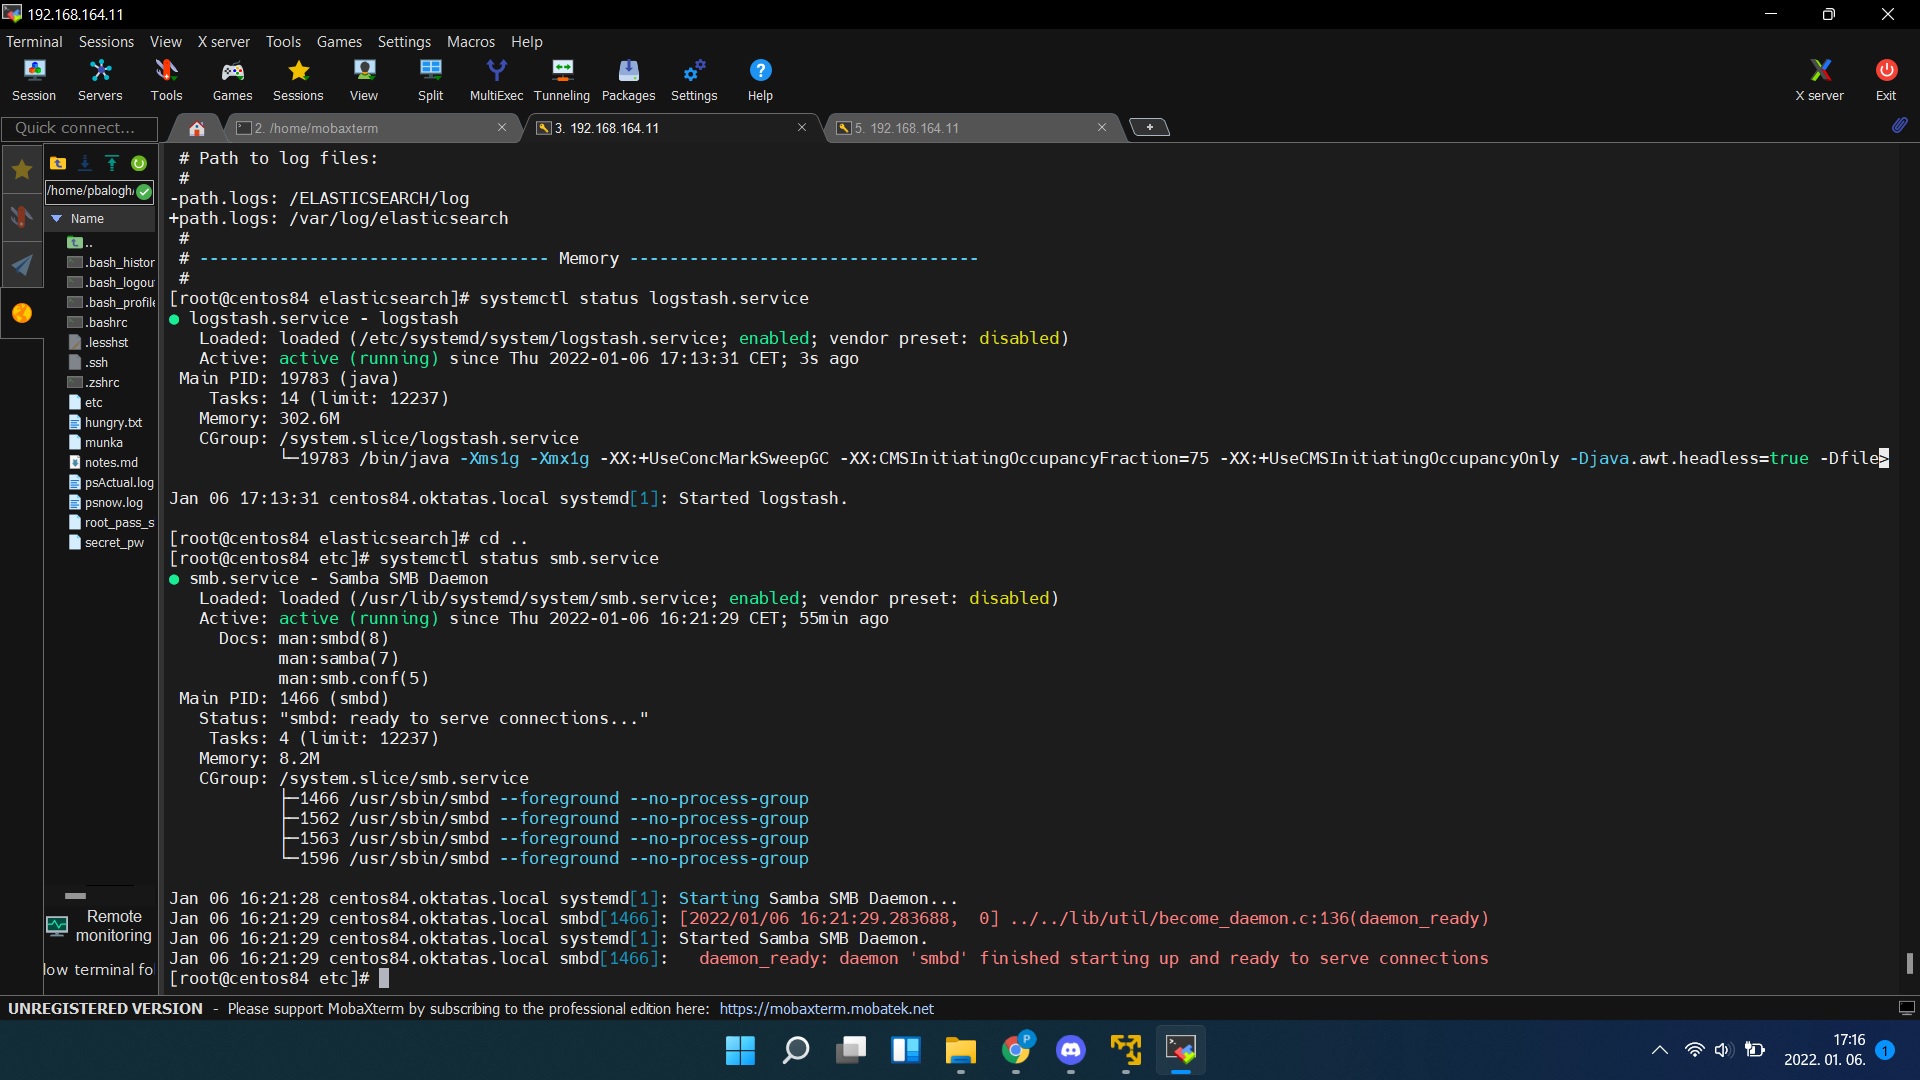 192.168.164.11
Terminal Sessions View X server Tools Games Settings Macros Help
Session Servers Tools Games Sessions View Split MultiExec Tunneling Packages Settings Help X server Exit
Quick connect...
2. /home/mobaxterm
3. 192.168.164.11
5. 192.168.164.11
/home/pbalogh/
Name
..
.bash_histor
.bash_logou
.bash_profile
.bashrc
.lesshst
.ssh
.zshrc
etc
hungry.txt
munka
notes.md
psActual.log
psnow.log
root_pass_s
secret_pw
Remote
monitoring
low terminal fo
# Path to log files:
#
-path.logs: /ELASTICSEARCH/log
+path.logs: /var/log/elasticsearch
#
# ----------------------------------- Memory -----------------------------------
#
[root@centos84 elasticsearch]# systemctl status logstash.service
● logstash.service - logstash
Loaded: loaded (/etc/systemd/system/logstash.service; enabled; vendor preset: disabled)
Active: active (running) since Thu 2022-01-06 17:13:31 CET; 3s ago
Main PID: 19783 (java)
Tasks: 14 (limit: 12237)
Memory: 302.6M
CGroup: /system.slice/logstash.service
└─19783 /bin/java -Xms1g -Xmx1g -XX:+UseConcMarkSweepGC -XX:CMSInitiatingOccupancyFraction=75 -XX:+UseCMSInitiatingOccupancyOnly -Djava.awt.headless=true -Dfile>
Jan 06 17:13:31 centos84.oktatas.local systemd[1]: Started logstash.
[root@centos84 elasticsearch]# cd ..
[root@centos84 etc]# systemctl status smb.service
● smb.service - Samba SMB Daemon
Loaded: loaded (/usr/lib/systemd/system/smb.service; enabled; vendor preset: disabled)
Active: active (running) since Thu 2022-01-06 16:21:29 CET; 55min ago
Docs: man:smbd(8)
man:samba(7)
man:smb.conf(5)
Main PID: 1466 (smbd)
Status: "smbd: ready to serve connections..."
Tasks: 4 (limit: 12237)
Memory: 8.2M
CGroup: /system.slice/smb.service
├─1466 /usr/sbin/smbd --foreground --no-process-group
├─1562 /usr/sbin/smbd --foreground --no-process-group
├─1563 /usr/sbin/smbd --foreground --no-process-group
└─1596 /usr/sbin/smbd --foreground --no-process-group
Jan 06 16:21:28 centos84.oktatas.local systemd[1]: Starting Samba SMB Daemon...
Jan 06 16:21:29 centos84.oktatas.local smbd[1466]: [2022/01/06 16:21:29.283688, 0] ../../lib/util/become_daemon.c:136(daemon_ready)
Jan 06 16:21:29 centos84.oktatas.local systemd[1]: Started Samba SMB Daemon.
Jan 06 16:21:29 centos84.oktatas.local smbd[1466]: daemon_ready: daemon 'smbd' finished starting up and ready to serve connections
[root@centos84 etc]#
UNREGISTERED VERSION - Please support MobaXterm by subscribing to the professional edition here: https://mobaxterm.mobatek.net
P
17:16
2022. 01. 06.
1